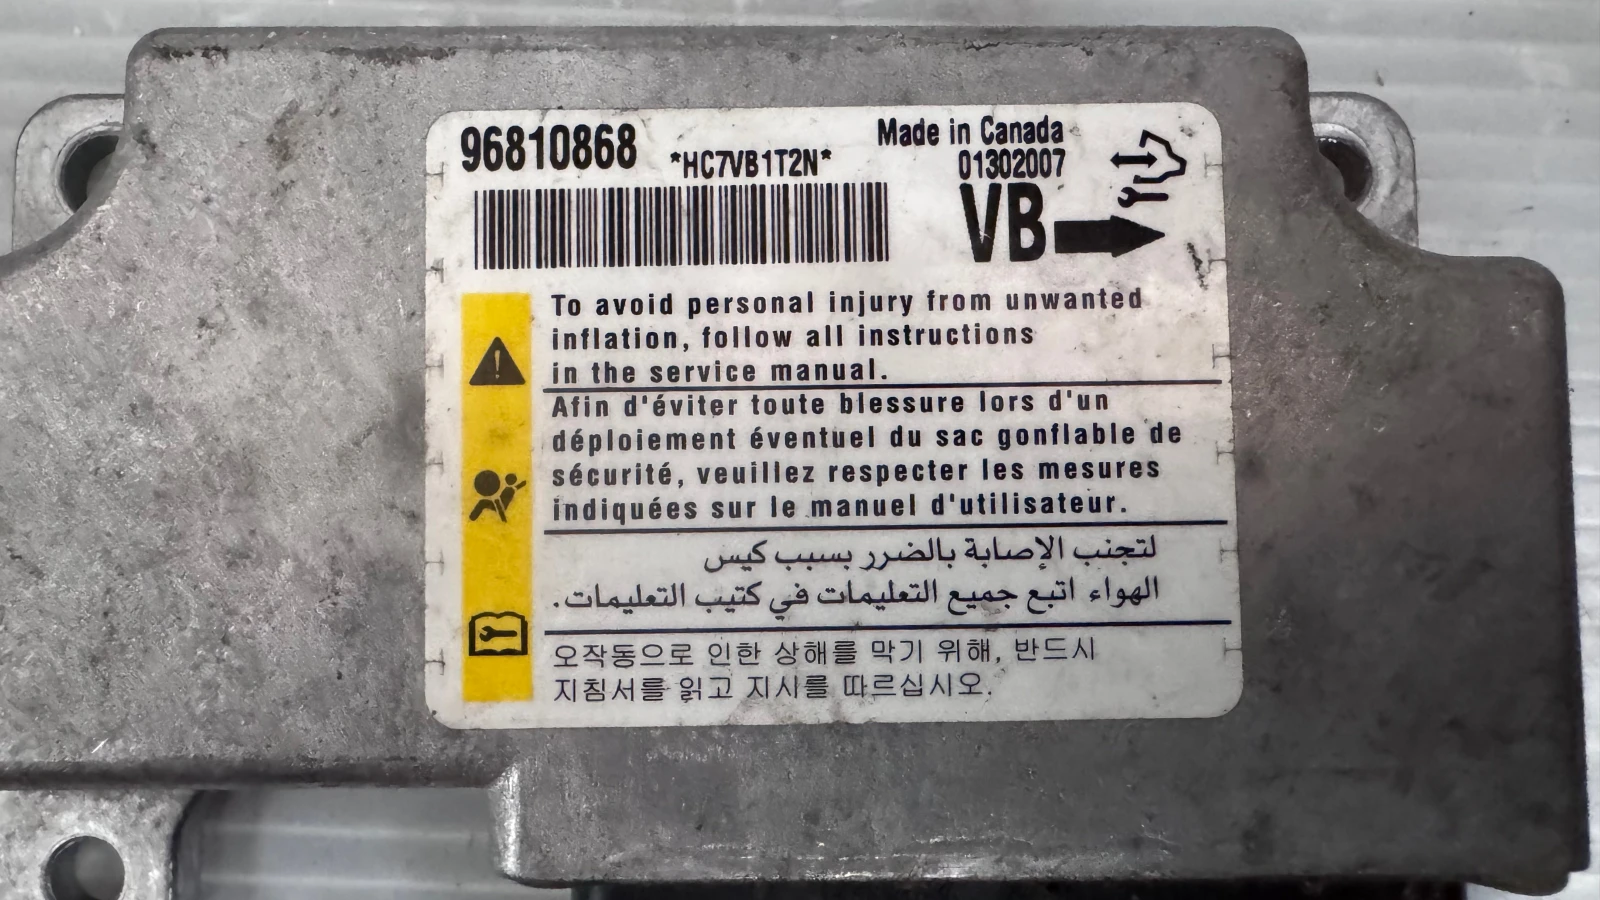 96810868
*HC7VB1T2N*
Made in Canada
01302007
VB
To avoid personal injury from unwanted
inflation, follow all instructions
in the service manual.
Afin d'éviter toute blessure lors d'un
déploiement éventuel du sac gonflable de
sécurité, veuillez respecter les mesures
indiquées sur le manuel d'utilisateur.
لتجنب الإصابة بالضرر بسبب كيس
الهواء اتبع جميع التعليمات في كتيب التعليمات.
오작동으로 인한 상해를 막기 위해, 반드시
지침서를 읽고 지시를 따르십시오.